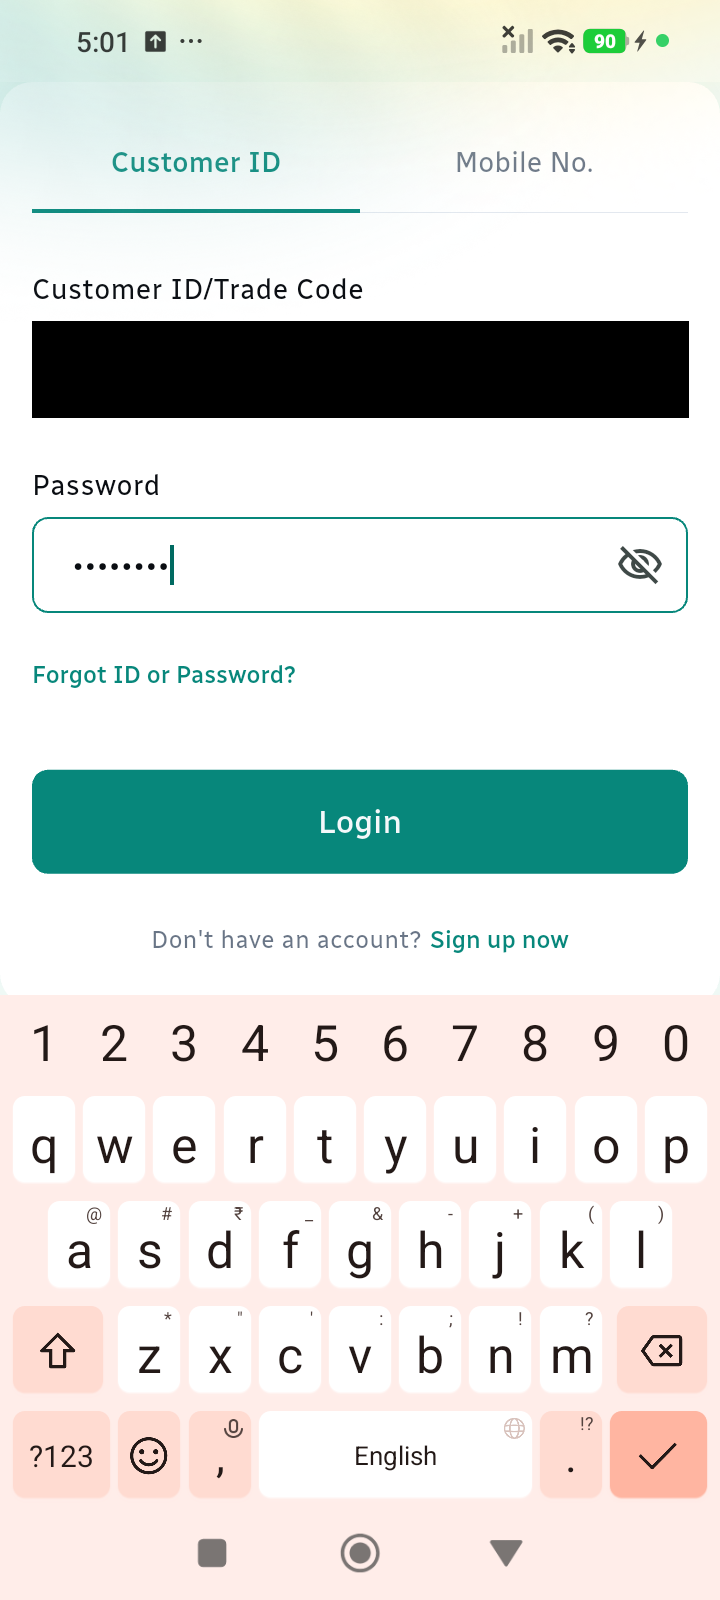 5:01 ... 90
Customer ID Mobile No.
Customer ID/Trade Code
Password
••••••••
Forgot ID or Password?
Login
Don't have an account? Sign up now
1 2 3 4 5 6 7 8 9 0
q w e r t y u i o p
@ # ₹ _ & - + ( )
a s d f g h j k l
* " ' : ; ! ?
z x c v b n m
!?
?123 , English .